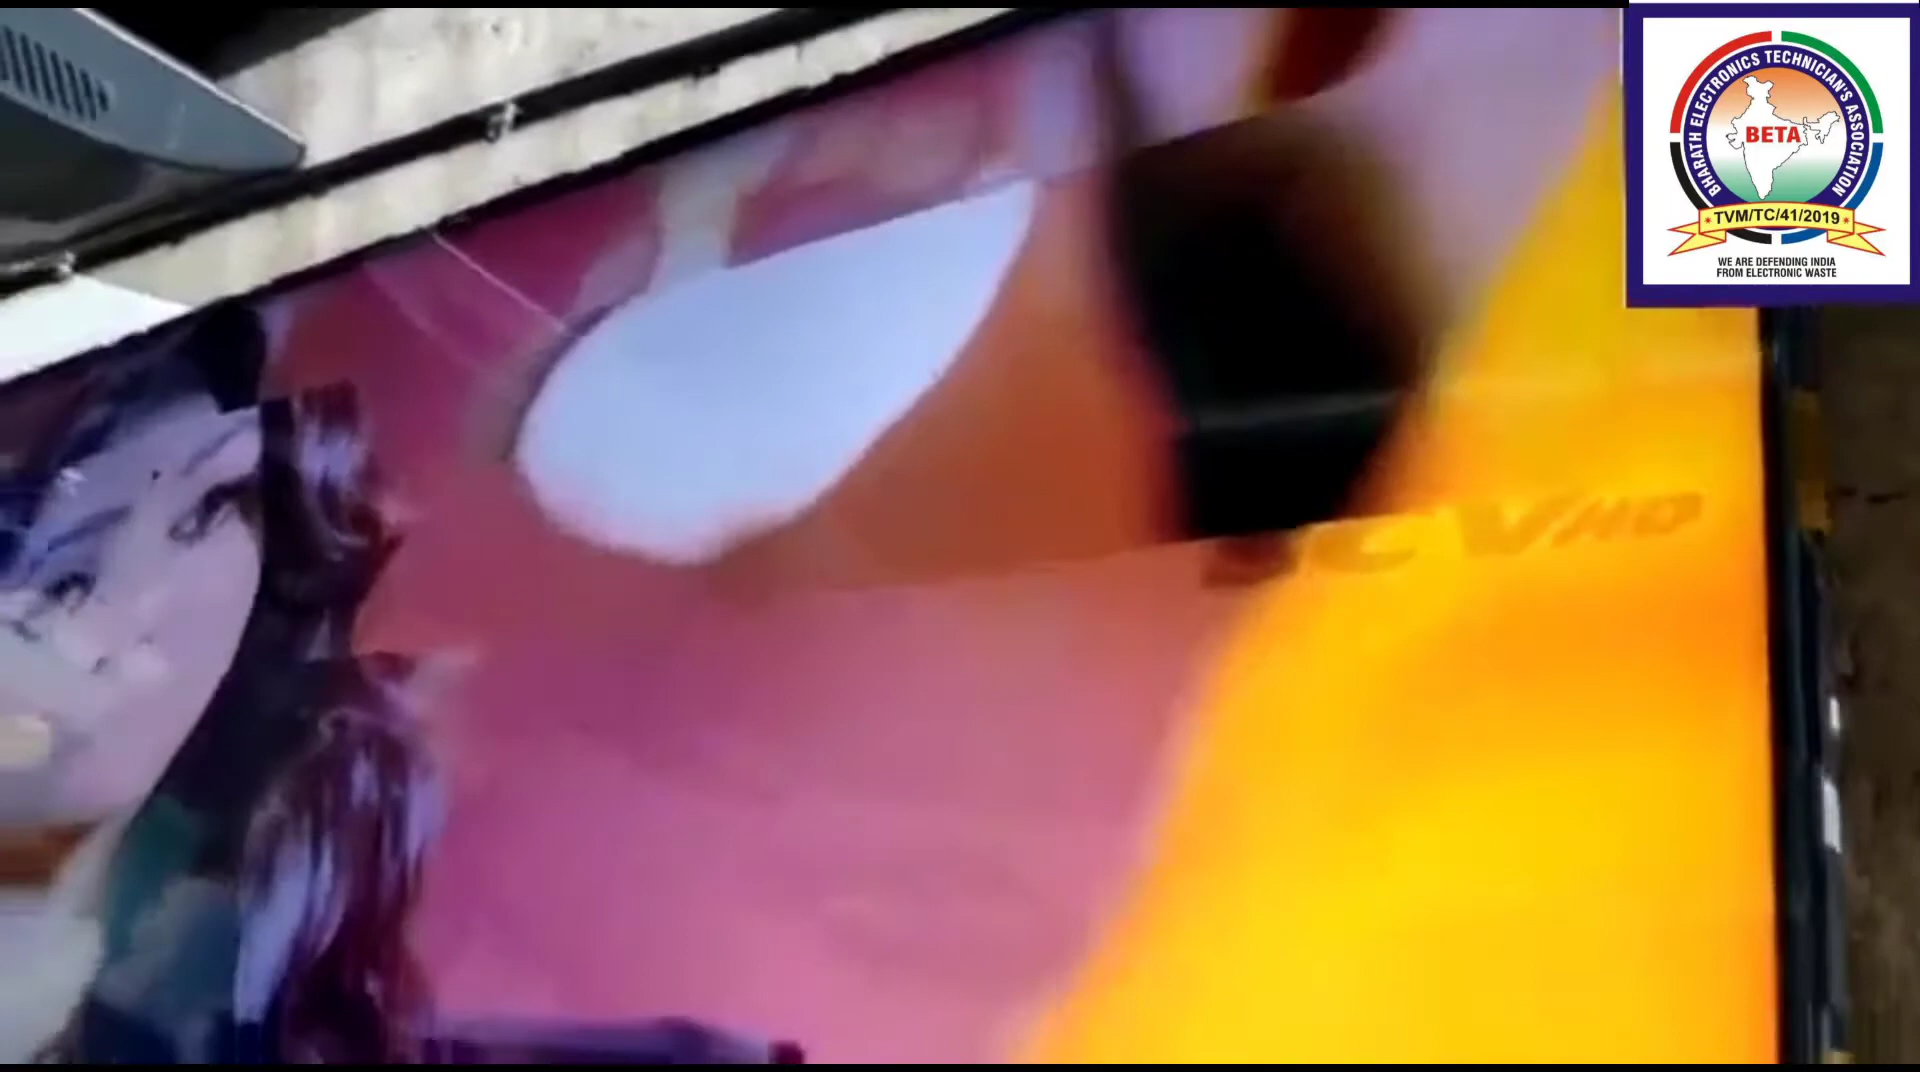 BHARATH ELECTRONICS TECHNICIAN'S ASSOCIATION
BETA
TVM/TC/41/2019
WE ARE DEFENDING INDIA
FROM ELECTRONIC WASTE